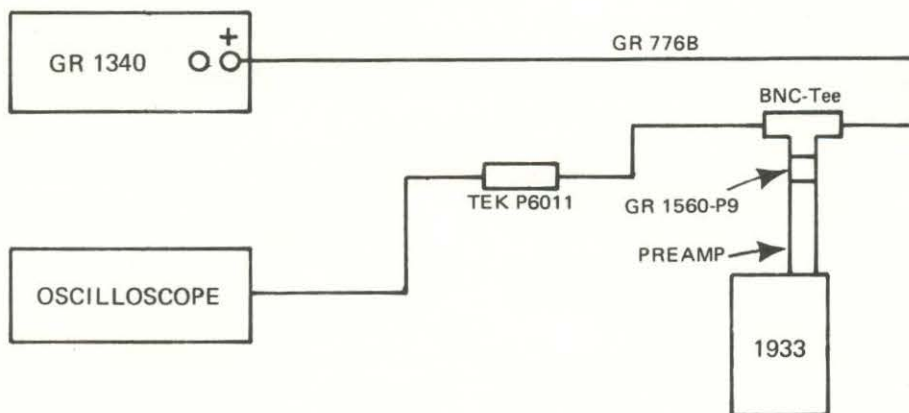 GR 1340
+
GR 776B
BNC-Tee
TEK P6011
GR 1560-P9
PREAMP
OSCILLOSCOPE
1933